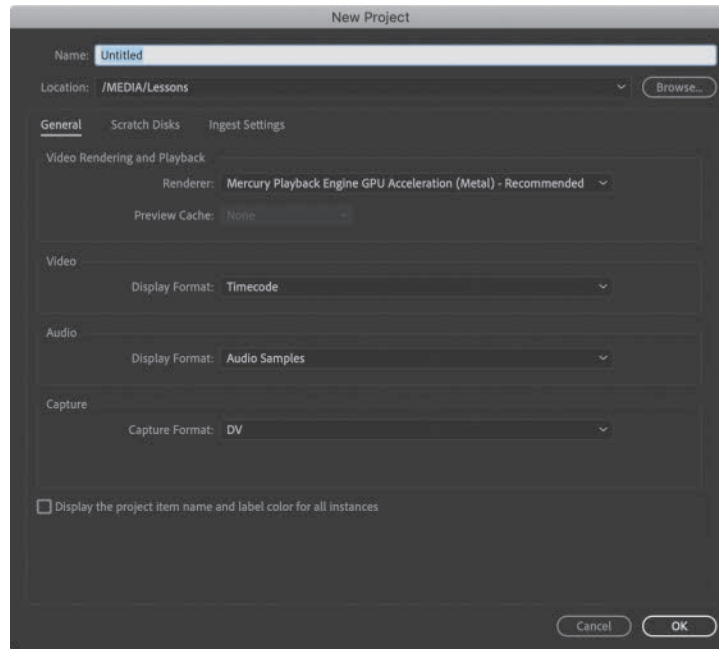 New Project
Name: Untitled
Location: /MEDIA/Lessons Browse...
General Scratch Disks Ingest Settings
Video Rendering and Playback
Renderer: Mercury Playback Engine GPU Acceleration (Metal) - Recommended
Preview Cache: None
Video
Display Format: Timecode
Audio
Display Format: Audio Samples
Capture
Capture Format: DV
Display the project item name and label color for all instances
Cancel OK